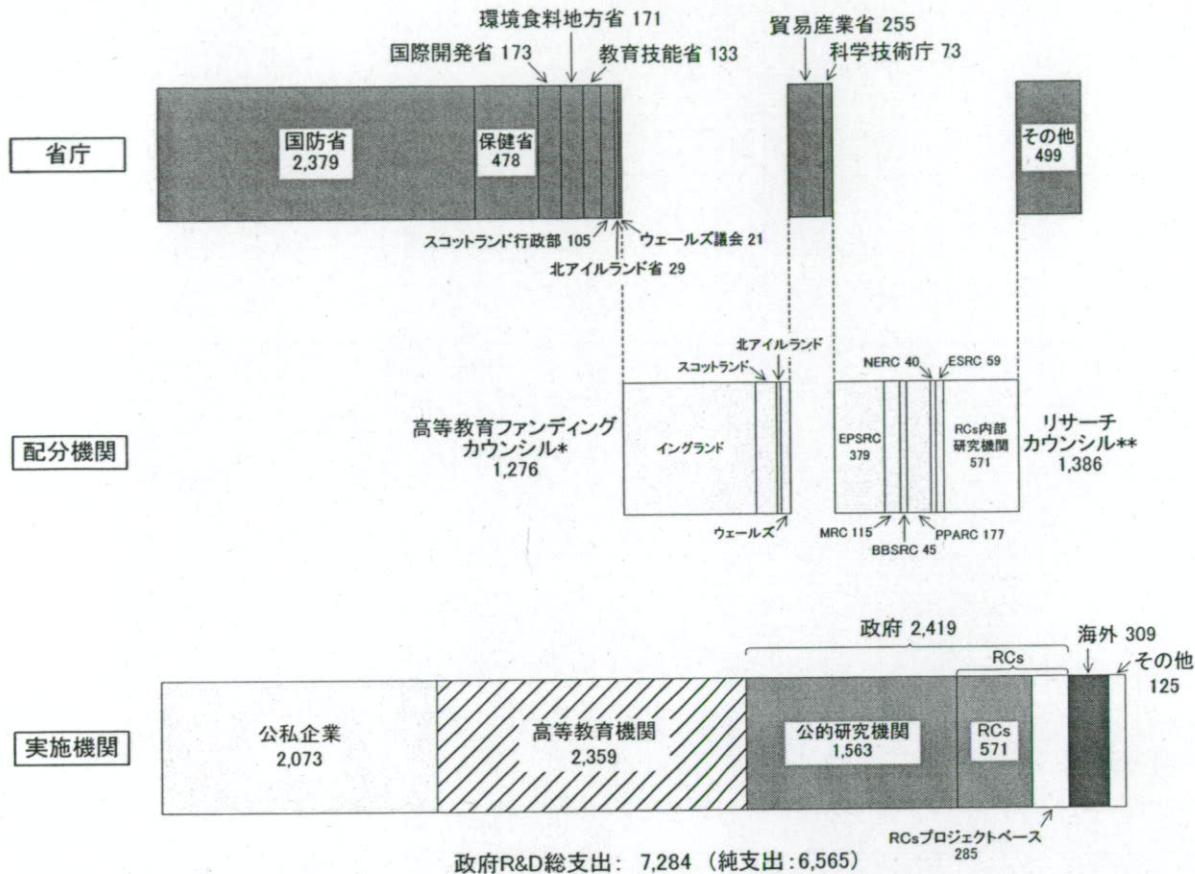 環境食料地方省 171
国際開発省 173
教育技能省 133
貿易産業省 255
科学技術庁 73
省庁
国防省
2,379
保健省
478
その他
499
スコットランド行政部 105
ウェールズ議会 21
北アイルランド省 29
配分機関
高等教育ファンディング
カウンシル*
1,276
スコットランド
北アイルランド
イングランド
ウェールズ
NERC 40
ESRC 59
EPSRC
379
RCs内部
研究機関
571
MRC 115
BBSRC 45
PPARC 177
リサーチ
カウンシル**
1,386
実施機関
政府 2,419
RCs
海外 309
その他
125
公私企業
2,073
高等教育機関
2,359
公的研究機関
1,563
RCs
571
RCsプロジェクトベース
285
政府R&D総支出: 7,284 (純支出:6,565)